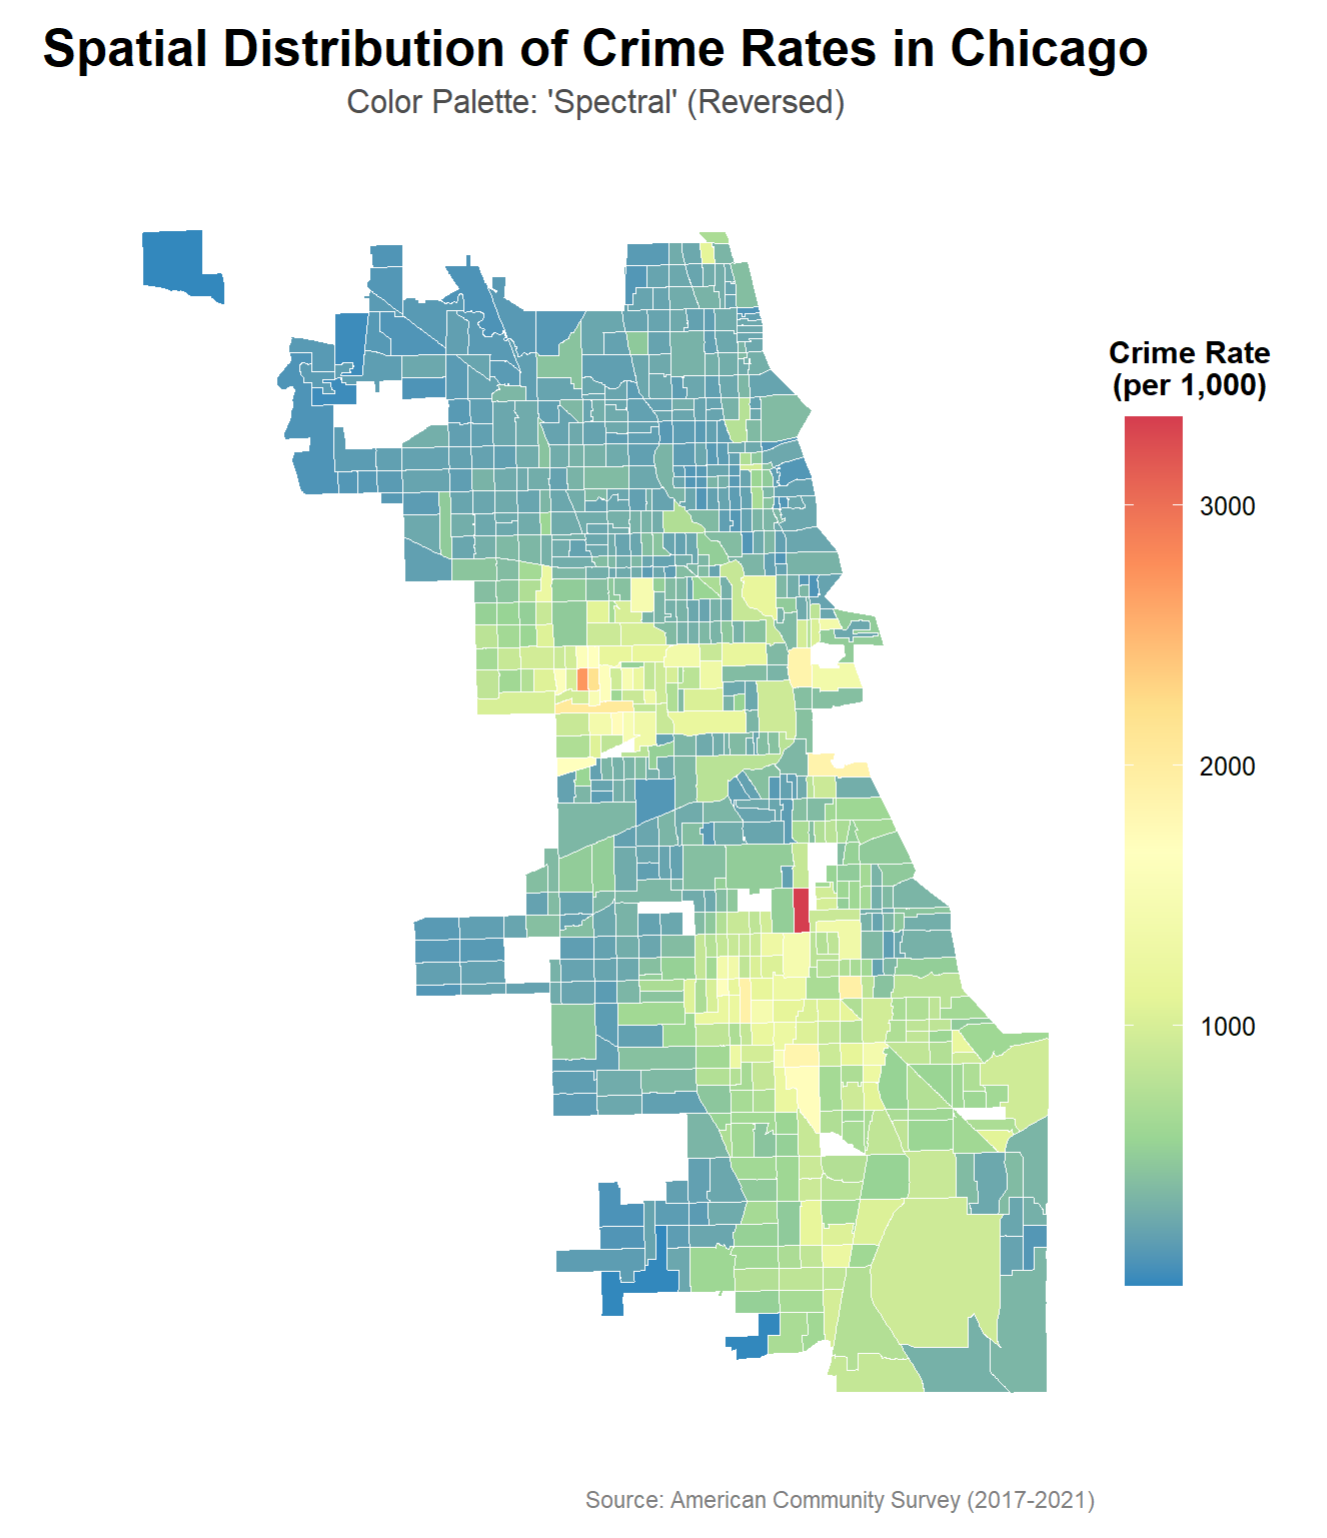 Spatial Distribution of Crime Rates in Chicago
Color Palette: 'Spectral' (Reversed)
Crime Rate
(per 1,000)
3000
2000
1000
Source: American Community Survey (2017-2021)